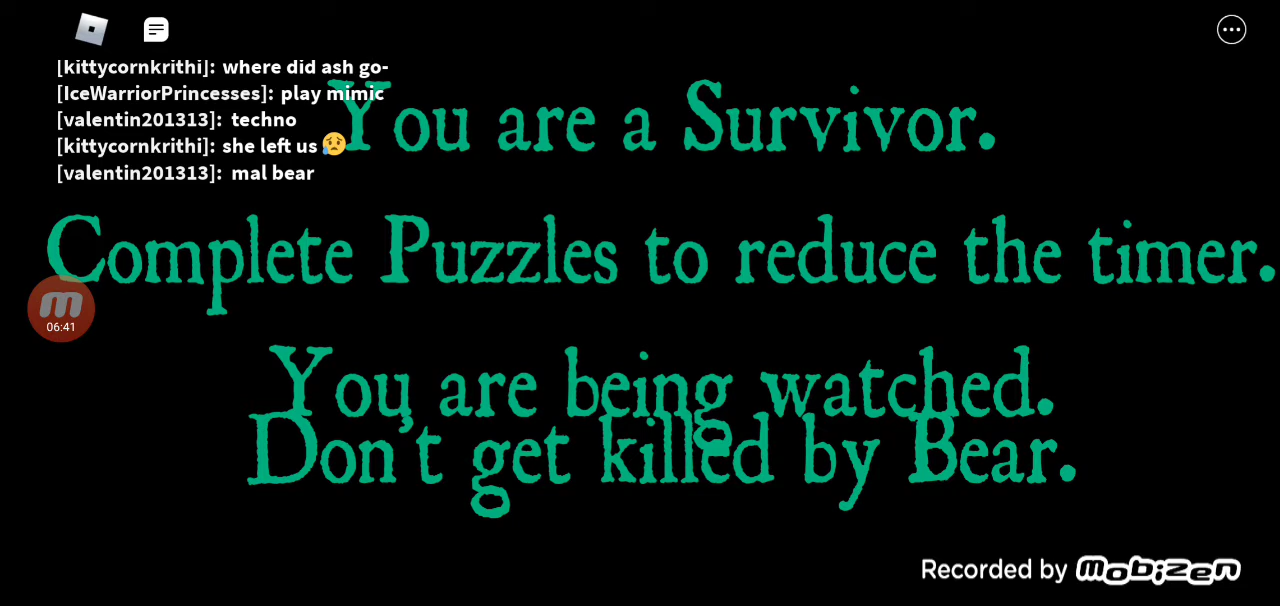 [kittycornkrithi]: where did ash go-
[IceWarriorPrincesses]: play mimic
[valentin201313]: techno
[kittycornkrithi]: she left us 😥
[valentin201313]: mal bear
You are a Survivor.
Complete Puzzles to reduce the timer.
06:41
You are being watched.
Don't get killed by Bear.
Recorded by mobizen